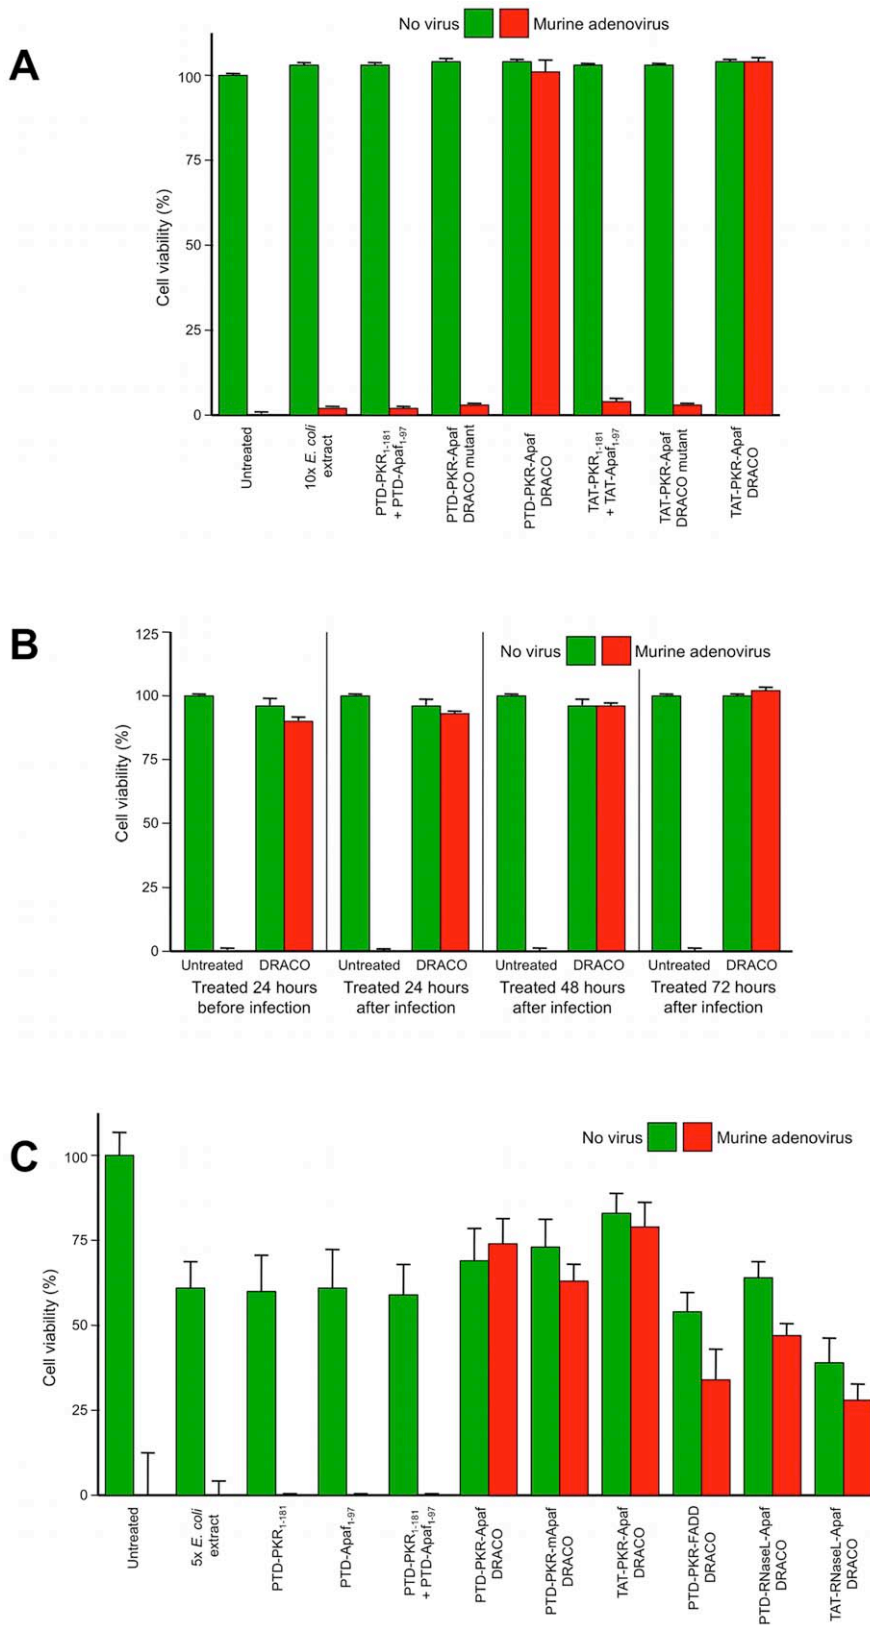 No virus Murine adenovirus
A
100
75
50
25
0
Cell viability (%)
Untreated
10x E. coli
extract
PTD-PKR1-181
+ PTD-Apaf1-97
PTD-PKR-Apaf
DRACO mutant
PTD-PKR-Apaf
DRACO
TAT-PKR1-181
+ TAT-Apaf1-97
TAT-PKR-Apaf
DRACO mutant
TAT-PKR-Apaf
DRACO
B
No virus Murine adenovirus
125
100
75
50
25
0
Cell viability (%)
Untreated DRACO Untreated DRACO Untreated DRACO Untreated DRACO
Treated 24 hours Treated 24 hours Treated 48 hours Treated 72 hours
before infection after infection after infection after infection
C
No virus Murine adenovirus
100
75
50
25
0
Cell viability (%)
Untreated
5x E. coli
extract
PTD-PKR1-181
PTD-Apaf1-97
PTD-PKR1-181
+ PTD-Apaf1-97
PTD-PKR-Apaf
DRACO
PTD-PKR-mApaf
DRACO
TAT-PKR-Apaf
DRACO
PTD-PKR-FADD
DRACO
PTD-RNaseL-Apaf
DRACO
TAT-RNaseL-Apaf
DRACO